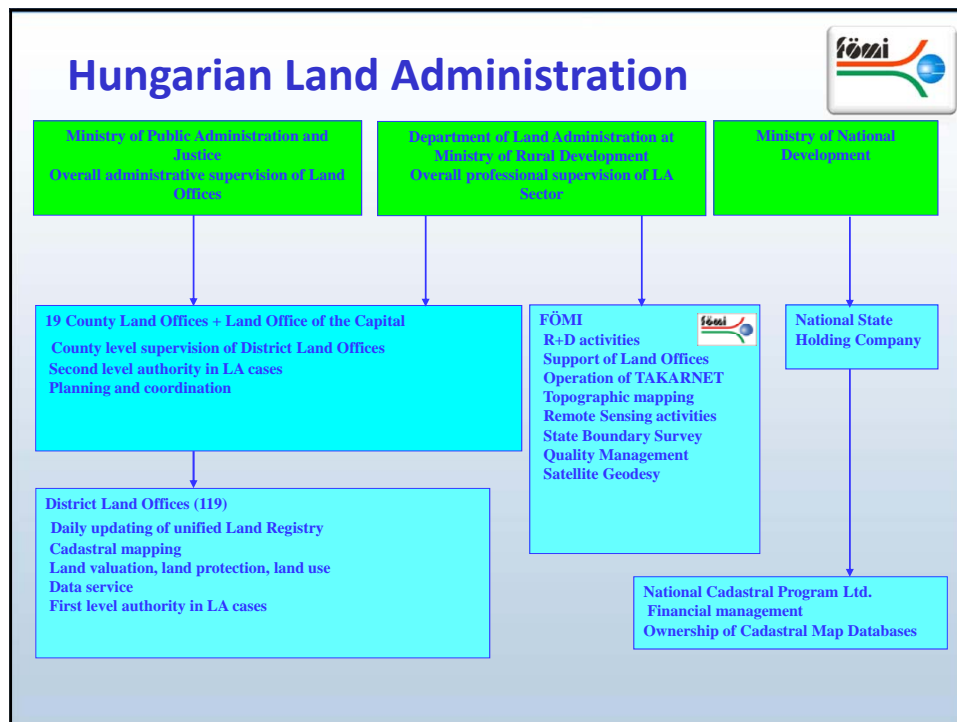 Hungarian Land Administration
fömi
Ministry of Public Administration and
Justice
Overall administrative supervision of Land
Offices
Department of Land Administration at
Ministry of Rural Development
Overall professional supervision of LA
Sector
Ministry of National
Development
19 County Land Offices + Land Office of the Capital
County level supervision of District Land Offices
Second level authority in LA cases
Planning and coordination
FÖMI
fömi
R+D activities
Support of Land Offices
Operation of TAKARNET
Topographic mapping
Remote Sensing activities
State Boundary Survey
Quality Management
Satellite Geodesy
National State
Holding Company
District Land Offices (119)
Daily updating of unified Land Registry
Cadastral mapping
Land valuation, land protection, land use
Data service
First level authority in LA cases
National Cadastral Program Ltd.
Financial management
Ownership of Cadastral Map Databases